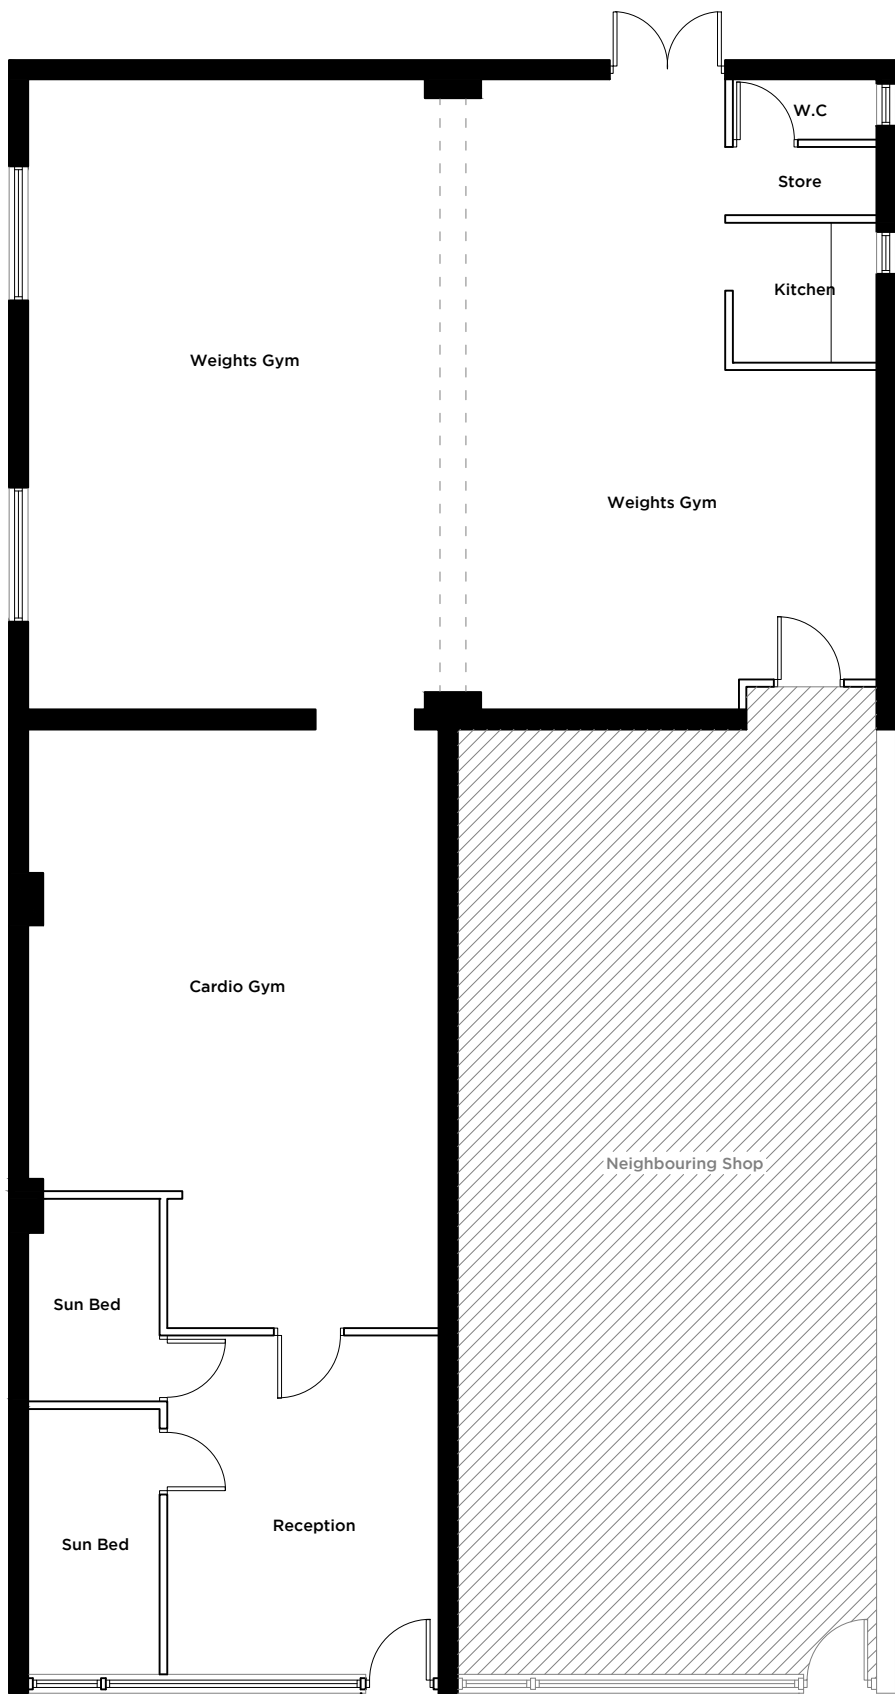 W.C
Store
Kitchen
Weights Gym
Weights Gym
Cardio Gym
Neighbouring Shop
Sun Bed
Reception
Sun Bed